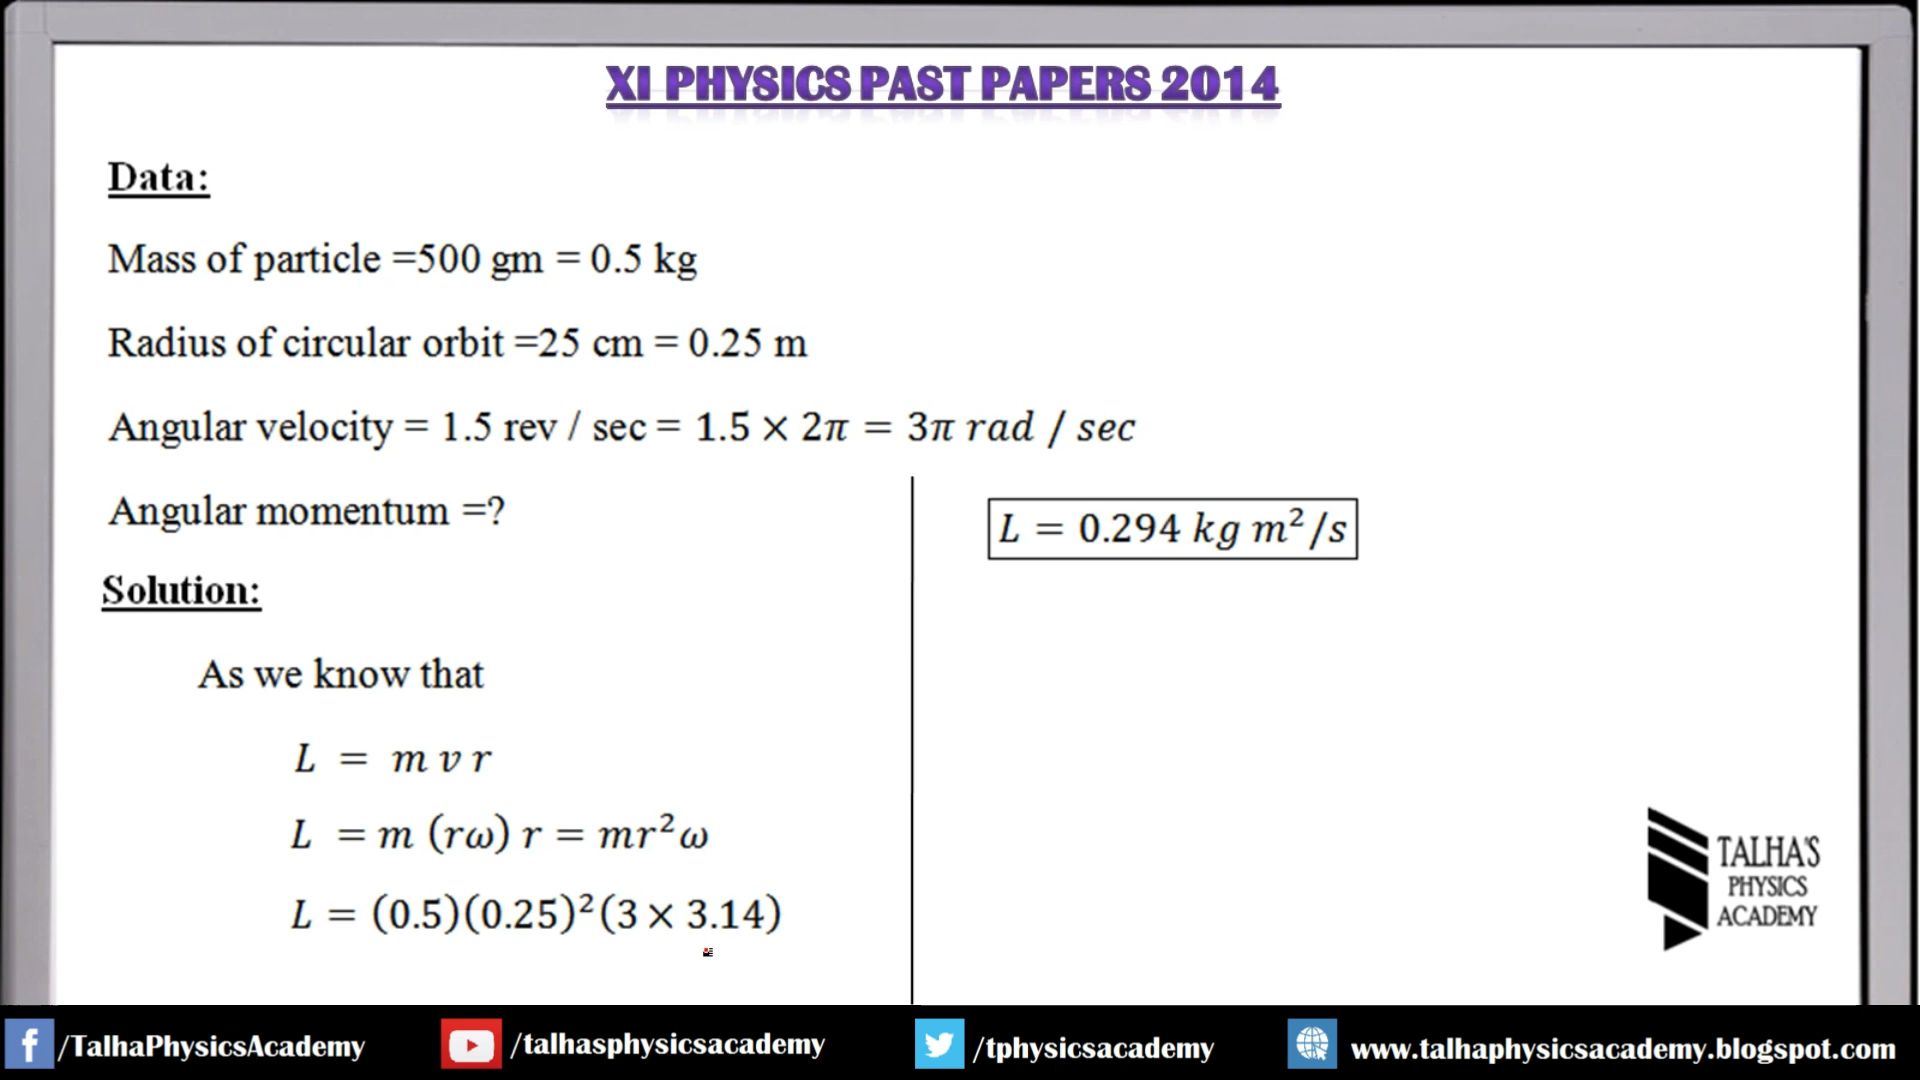 XI PHYSICS PAST PAPERS 2014
Data:
Mass of particle =500 gm = 0.5 kg
Radius of circular orbit =25 cm = 0.25 m
Angular velocity = 1.5 rev / sec = 1.5 × 2π = 3π rad / sec
Angular momentum =?
Solution:
As we know that
L = m v r
L = m (rω) r = mr²ω
L = (0.5)(0.25)²(3 × 3.14)
L = 0.294 kg m²/s
TALHA'S
PHYSICS
ACADEMY
/TalhaPhysicsAcademy
/talhasphysicsacademy
/tphysicsacademy
www.talhaphysicsacademy.blogspot.com